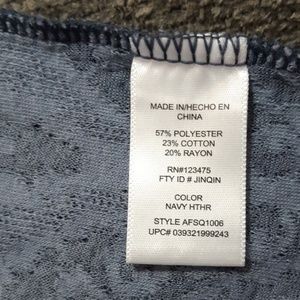 MADE IN/HECHO EN
CHINA
57% POLYESTER
23% COTTON
20% RAYON
RN#123475
FTY ID # JINQIN
COLOR
NAVY HTHR
STYLE AFSQ1006
UPC# 039321999243